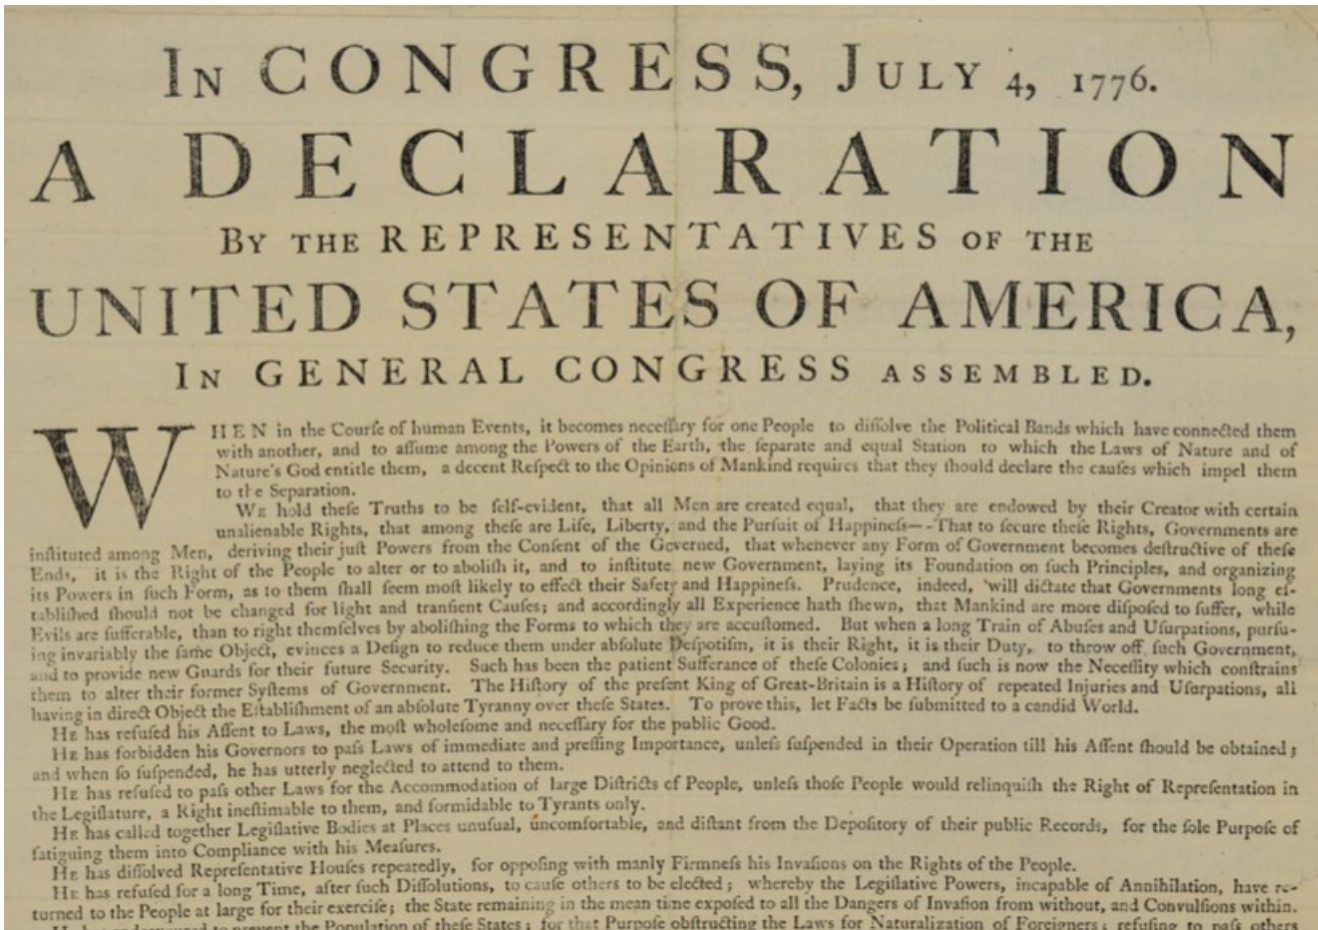 In CONGRESS, July 4, 1776.
A DECLARATION
By the REPRESENTATIVES of the
UNITED STATES OF AMERICA,
In GENERAL CONGRESS assembled.
WHEN in the Courſe of human Events, it becomes neceſſary for one People to diſſolve the Political Bands which have connected them
with another, and to aſſume among the Powers of the Earth, the ſeparate and equal Station to which the Laws of Nature and of
Nature's God entitle them, a decent Reſpect to the Opinions of Mankind requires that they ſhould declare the cauſes which impel them
to the Separation.
We hold theſe Truths to be ſelf-evident, that all Men are created equal, that they are endowed by their Creator with certain
unalienable Rights, that among theſe are Life, Liberty, and the Purſuit of Happineſs—-That to ſecure theſe Rights, Governments are
inſtituted among Men, deriving their juſt Powers from the Conſent of the Governed, that whenever any Form of Government becomes deſtructive of theſe
Ends, it is the Right of the People to alter or to aboliſh it, and to inſtitute new Government, laying its Foundation on ſuch Principles, and organizing
its Powers in ſuch Form, as to them ſhall ſeem moſt likely to effect their Safety and Happineſs. Prudence, indeed, will dictate that Governments long eſ-
tabliſhed ſhould not be changed for light and tranſient Cauſes; and accordingly all Experience hath ſhewn, that Mankind are more diſpoſed to ſuffer, while
Evils are ſufferable, than to right themſelves by aboliſhing the Forms to which they are accuſtomed. But when a long Train of Abuſes and Uſurpations, purſu-
ing invariably the ſame Object, evinces a Deſign to reduce them under abſolute Deſpotiſm, it is their Right, it is their Duty, to throw off ſuch Government,
and to provide new Guards for their future Security. Such has been the patient Sufferance of theſe Colonies; and ſuch is now the Neceſſity which conſtrains
them to alter their former Syſtems of Government. The Hiſtory of the preſent King of Great-Britain is a Hiſtory of repeated Injuries and Uſurpations, all
having in direct Object the Eſtabliſhment of an abſolute Tyranny over theſe States. To prove this, let Facts be ſubmitted to a candid World.
He has refuſed his Aſſent to Laws, the moſt wholeſome and neceſſary for the public Good.
He has forbidden his Governors to paſs Laws of immediate and preſſing Importance, unleſs ſuſpended in their Operation till his Aſſent ſhould be obtained;
and when ſo ſuſpended, he has utterly neglected to attend to them.
He has refuſed to paſs other Laws for the Accommodation of large Diſtricts of People, unleſs thoſe People would relinquiſh the Right of Repreſentation in
the Legiſlature, a Right ineſtimable to them, and formidable to Tyrants only.
He has called together Legiſlative Bodies at Places unuſual, uncomfortable, and diſtant from the Depoſitory of their public Records, for the ſole Purpoſe of
fatiguing them into Compliance with his Meaſures.
He has diſſolved Repreſentative Houſes repeatedly, for oppoſing with manly Firmneſs his Invaſions on the Rights of the People.
He has refuſed for a long Time, after ſuch Diſſolutions, to cauſe others to be elected; whereby the Legiſlative Powers, incapable of Annihilation, have re-
turned to the People at large for their exerciſe; the State remaining in the mean time expoſed to all the Dangers of Invaſion from without, and Convulſions within.
He has endeavoured to prevent the Population of theſe States; for that Purpoſe obſtructing the Laws for Naturalization of Foreigners; refuſing to paſs others